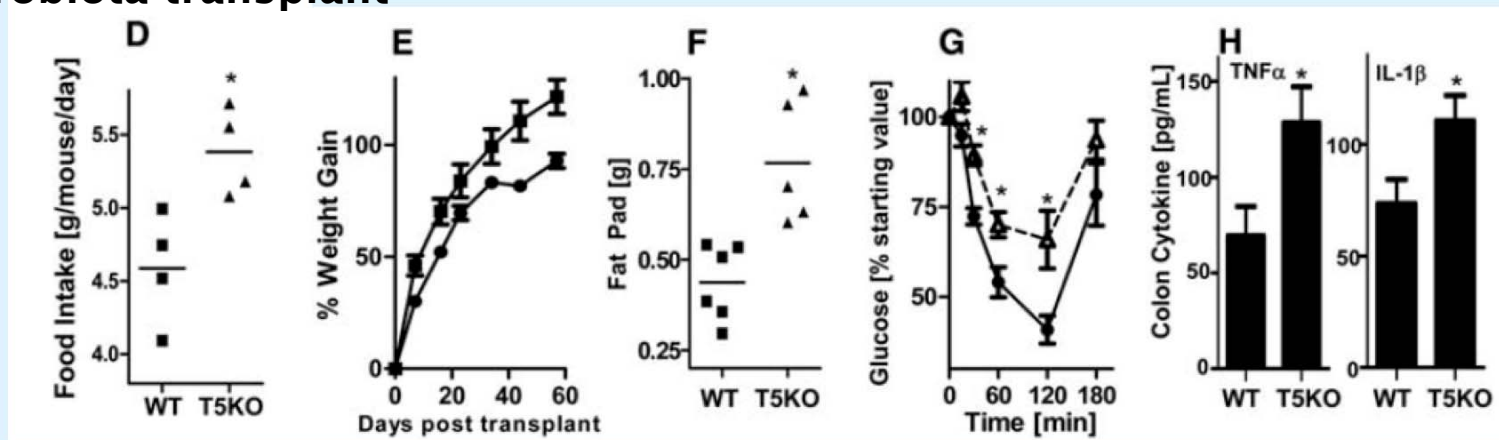 transplant
D
*
Food Intake [g/mouse/day]
5.5
5.0
4.5
4.0
WT T5KO
E
% Weight Gain
100
50
0
0 20 40 60
Days post transplant
F
*
Fat Pad [g]
1.00
0.75
0.50
0.25
WT T5KO
G
Glucose [% starting value]
100
75
50
*
*
*
0 60 120 180
Time [min]
H
Colon Cytokine [pg/mL]
TNFα *
150
100
50
0
WT T5KO
IL-1β *
100
50
0
WT T5KO